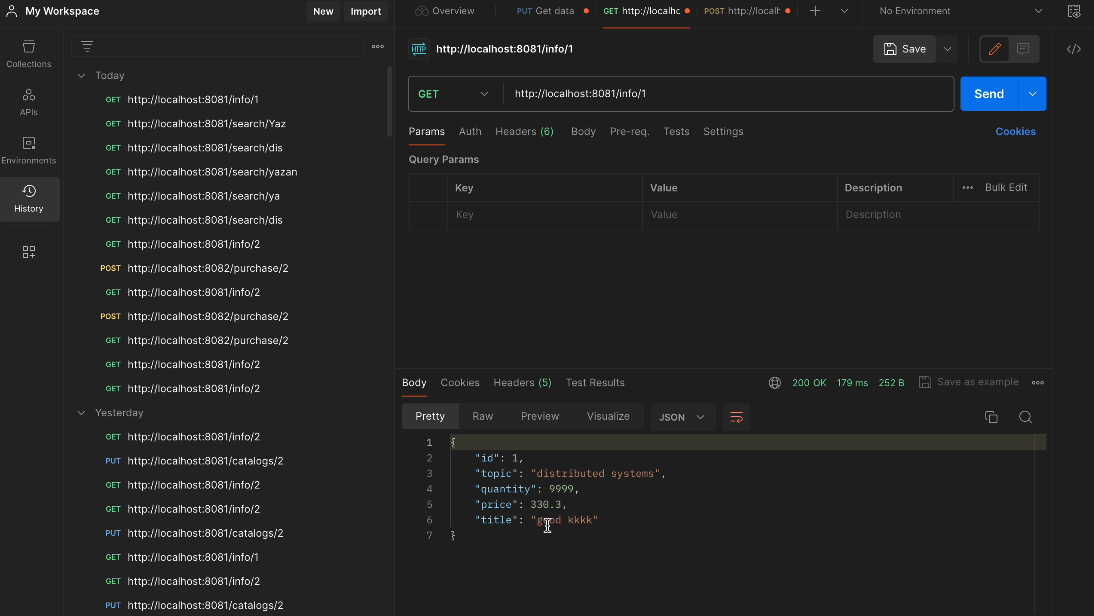 My Workspace
New
Import
Overview
PUT Get data
GET http://localhc
POST http://localh
No Environment
Collections
APIs
Environments
History
Today
GET http://localhost:8081/info/1
GET http://localhost:8081/search/Yaz
GET http://localhost:8081/search/dis
GET http://localhost:8081/search/yazan
GET http://localhost:8081/search/ya
GET http://localhost:8081/search/dis
GET http://localhost:8081/info/2
POST http://localhost:8082/purchase/2
GET http://localhost:8081/info/2
POST http://localhost:8082/purchase/2
GET http://localhost:8082/purchase/2
GET http://localhost:8081/info/2
GET http://localhost:8081/info/2
Yesterday
GET http://localhost:8081/info/2
PUT http://localhost:8081/catalogs/2
GET http://localhost:8081/info/2
GET http://localhost:8081/info/2
PUT http://localhost:8081/catalogs/2
GET http://localhost:8081/info/1
GET http://localhost:8081/info/2
PUT http://localhost:8081/catalogs/2
HTTP http://localhost:8081/info/1
Save
GET http://localhost:8081/info/1
Send
Params Auth Headers (6) Body Pre-req. Tests Settings
Cookies
Query Params
Key Value Description
Bulk Edit
Key Value Description
Body Cookies Headers (5) Test Results
200 OK 179 ms 252 B
Save as example
Pretty Raw Preview Visualize JSON
1 {
2 "id": 1,
3 "topic": "distributed systems",
4 "quantity": 9999,
5 "price": 330.3,
6 "title": "good kkkk"
7 }